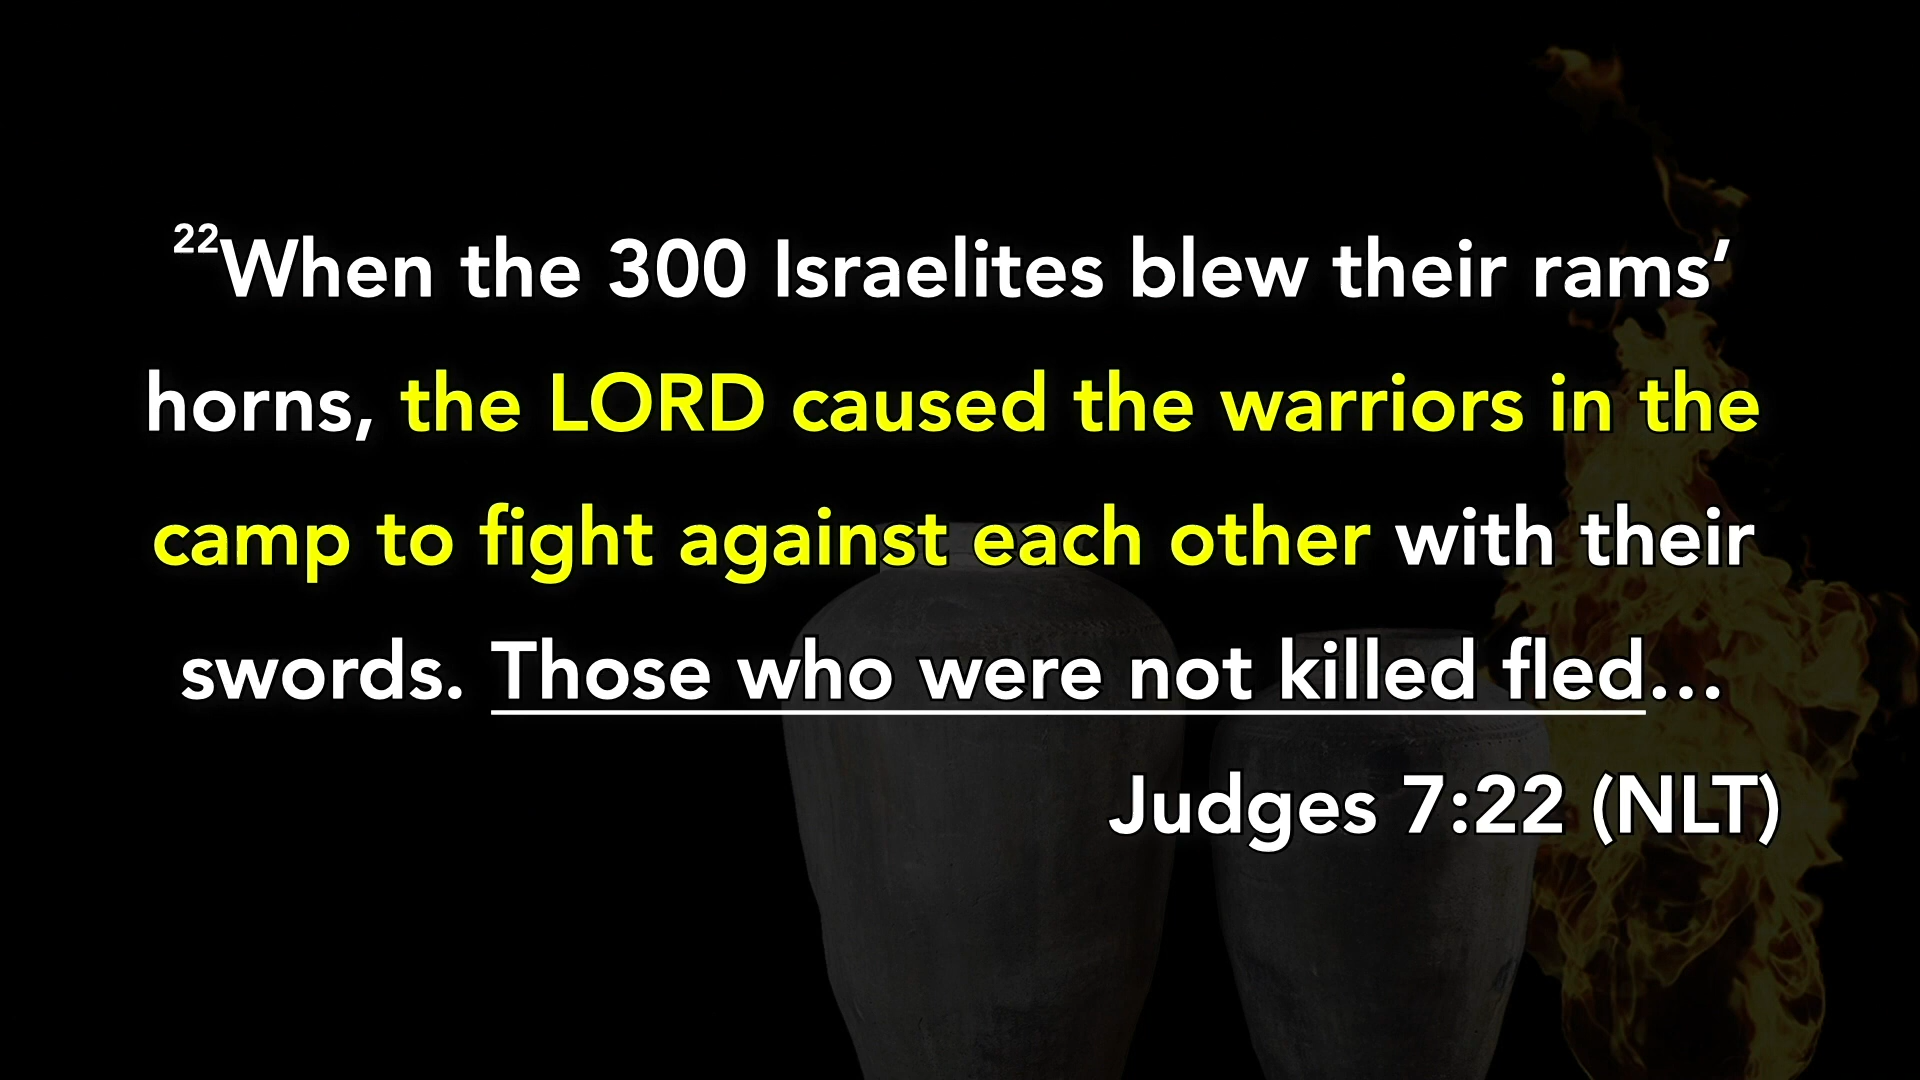 22When the 300 Israelites blew their rams’
horns, the LORD caused the warriors in the
camp to fight against each other with their
swords. Those who were not killed fled…
Judges 7:22 (NLT)